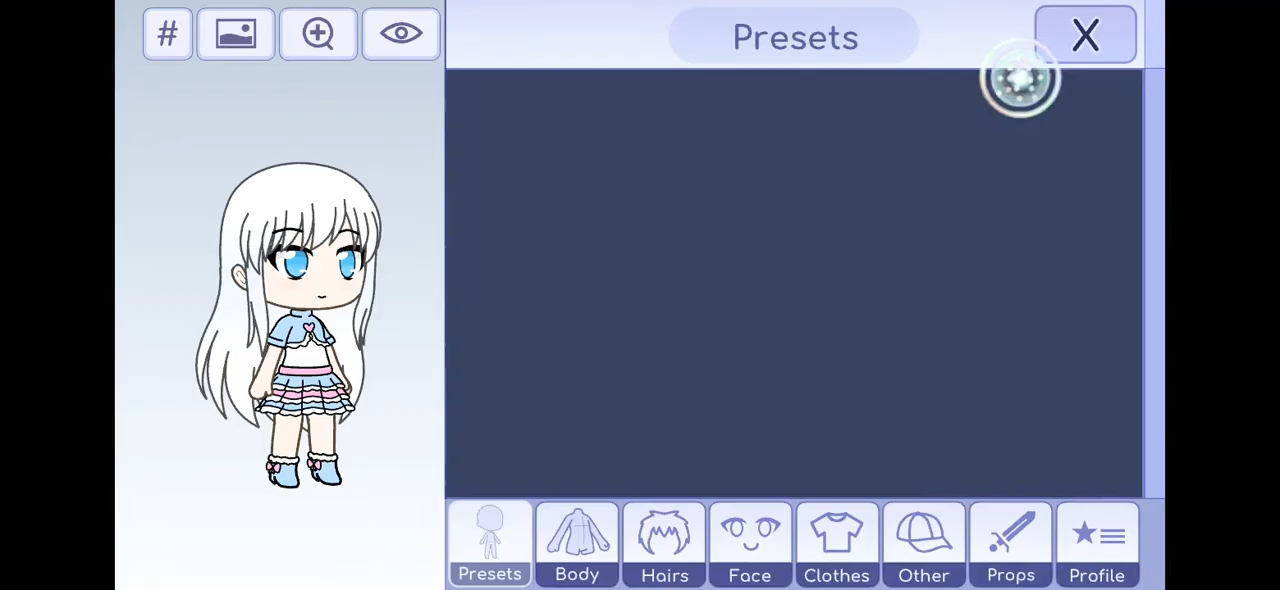 #
Presets
X
Presets
Body
Hairs
Face
Clothes
Other
Props
Profile